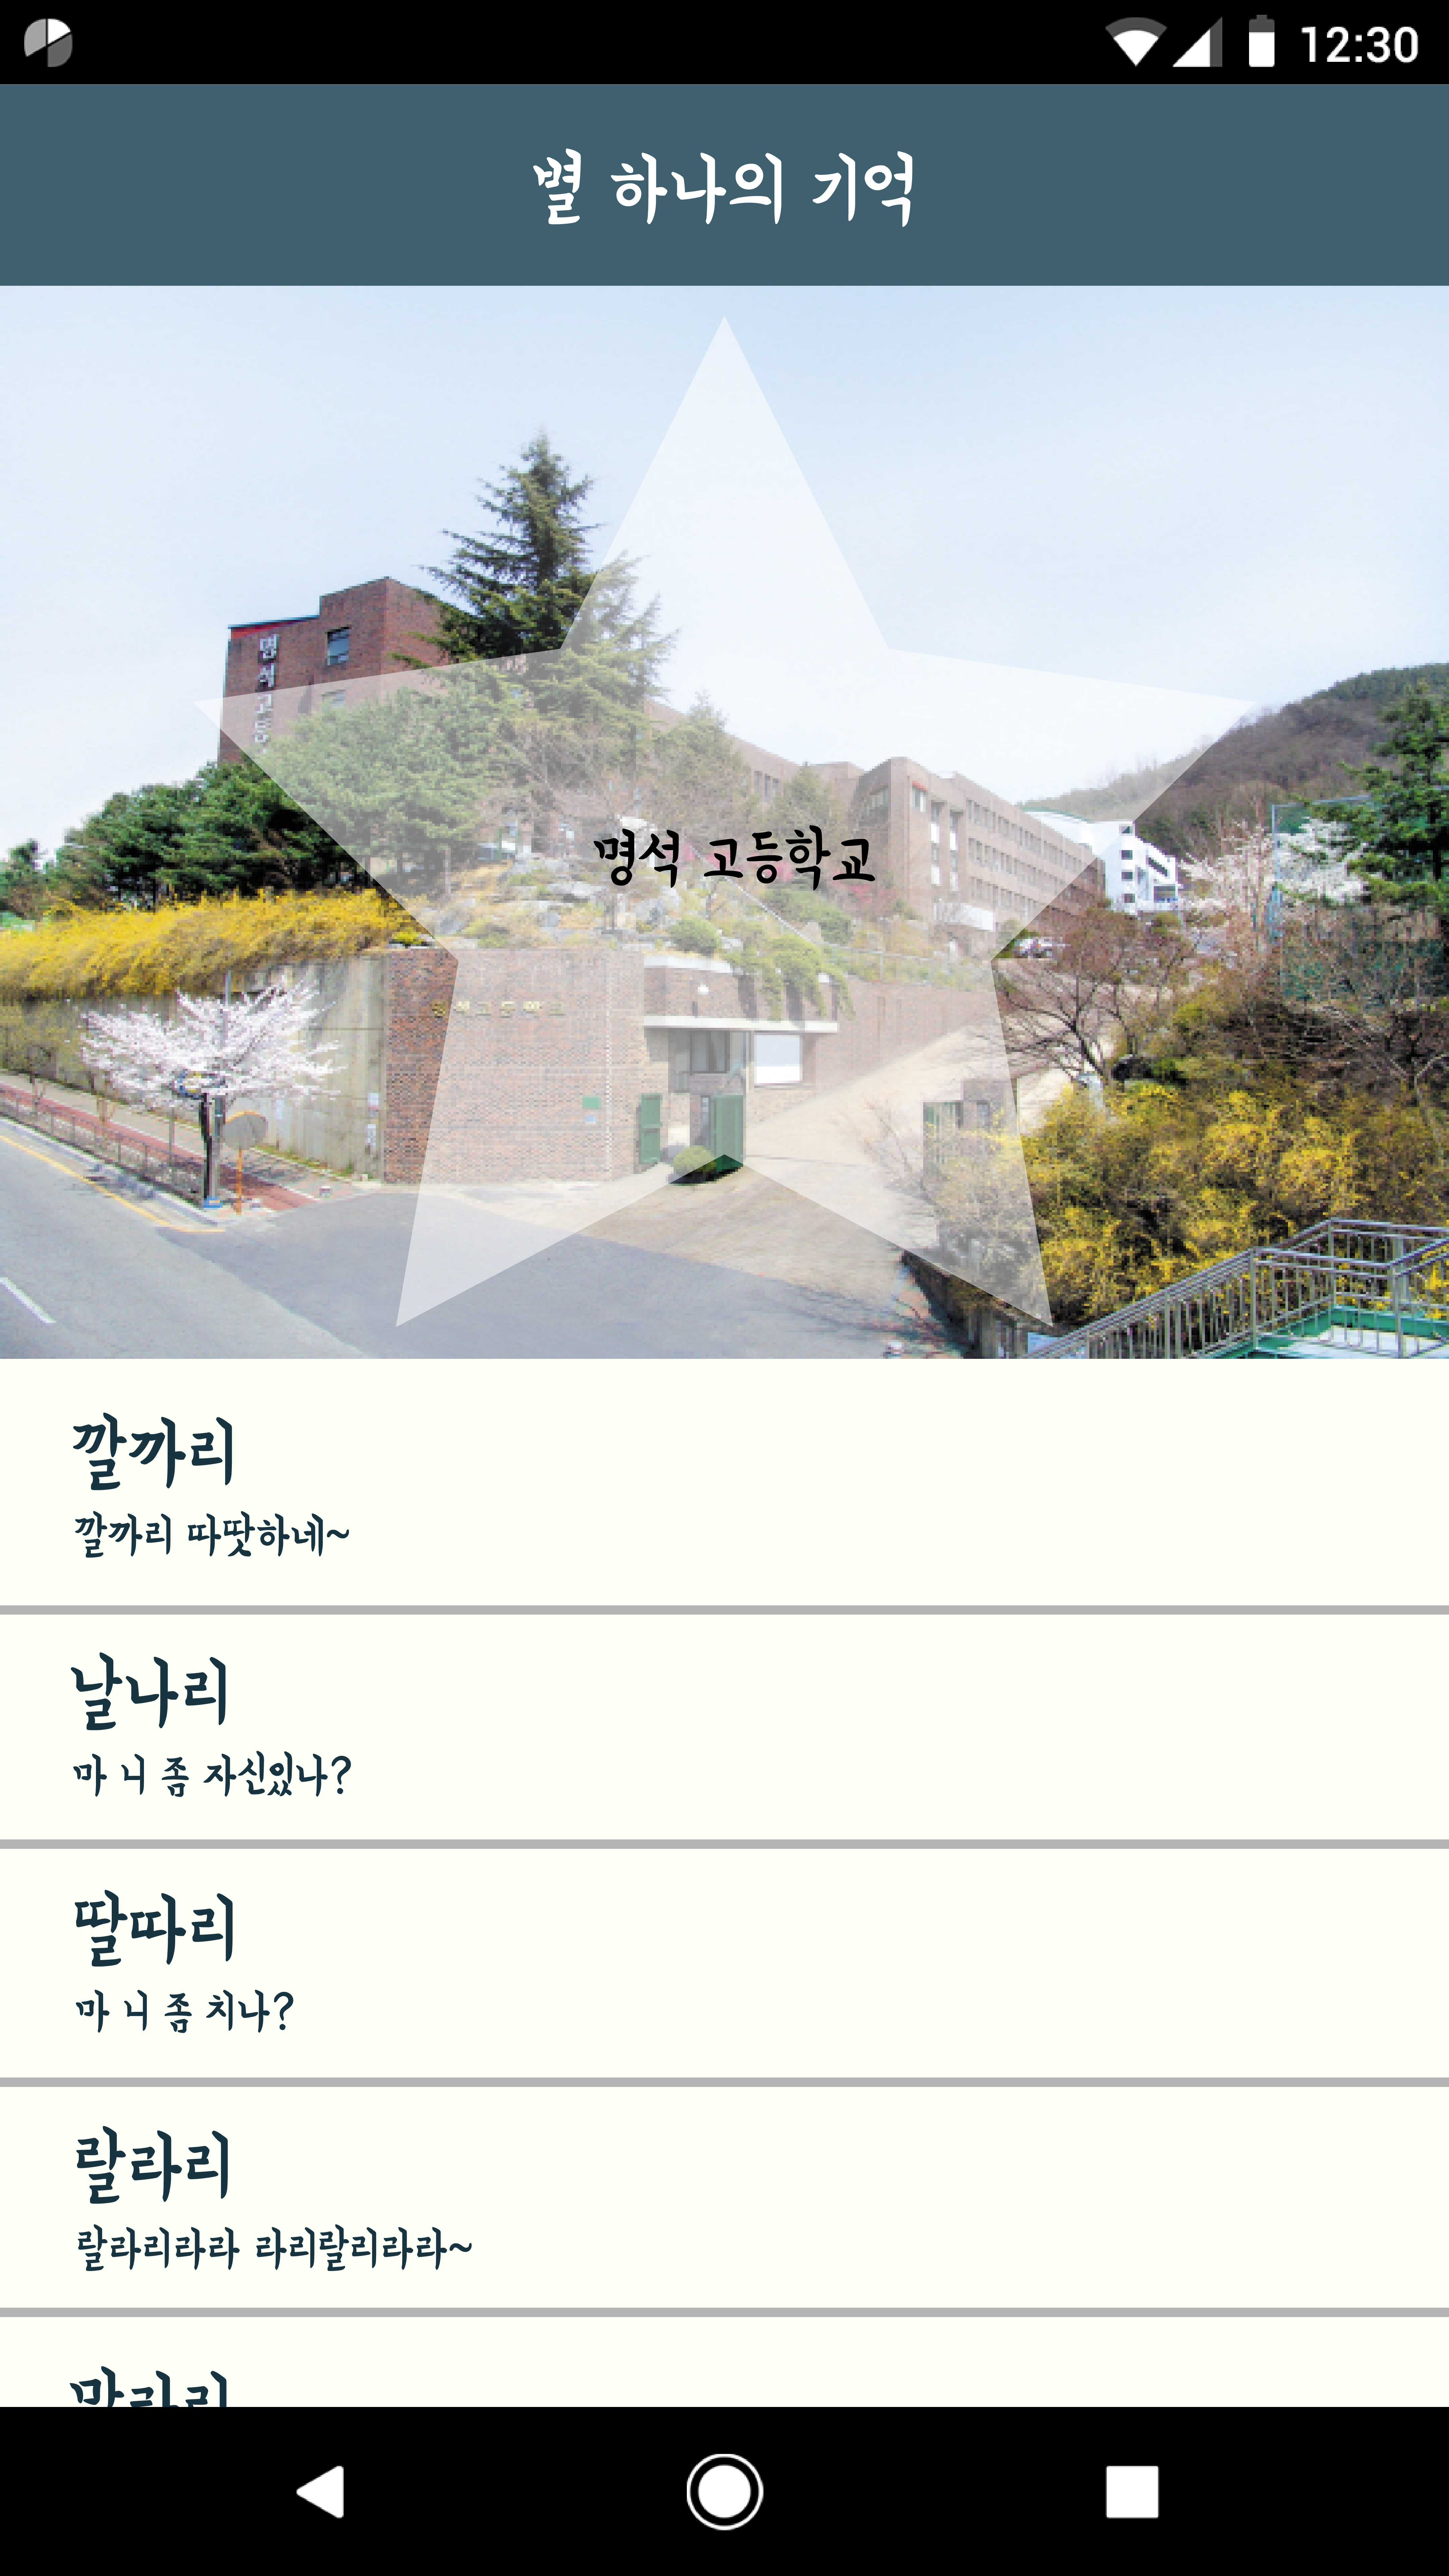 12:30
별 하나의 기억
명석 고등학교
깔까리
깔까리 따땃하네~
날나리
마 니 좀 자신있나?
딸따리
마 니 좀 치나?
랄라리
랄라리라라 라리랄리라라~